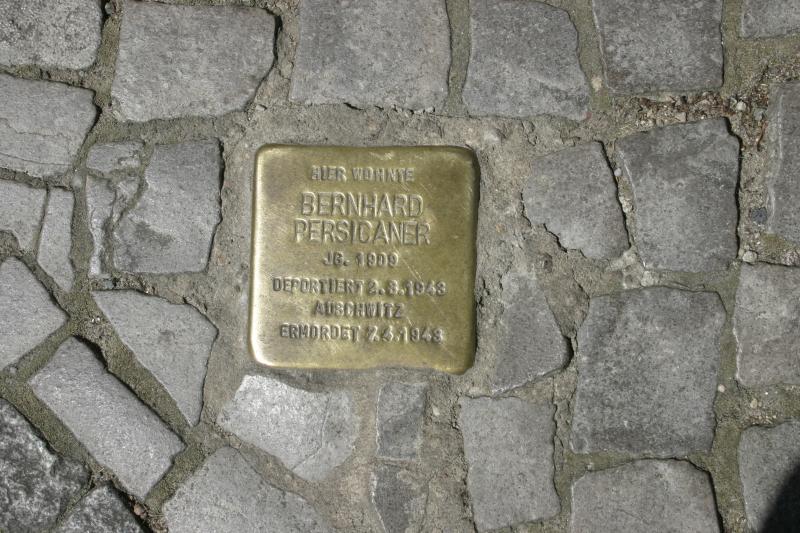 HIER WOHNTE
BERNHARD
PERSICANER
JG. 1909
DEPORTIERT 2.3.1943
AUSCHWITZ
ERMORDET 7.4.1943